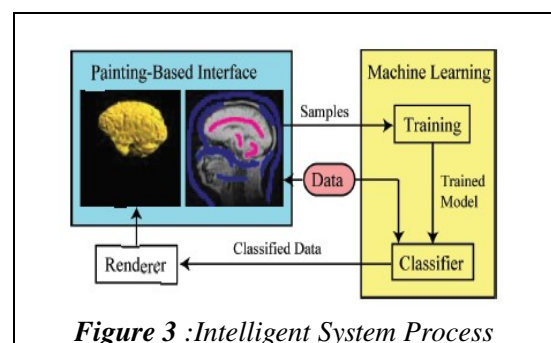 Painting-Based Interface
Machine Learning
Samples
Training
Data
Trained
Model
Classified Data
Renderer
Classifier
Figure 3 :Intelligent System Process